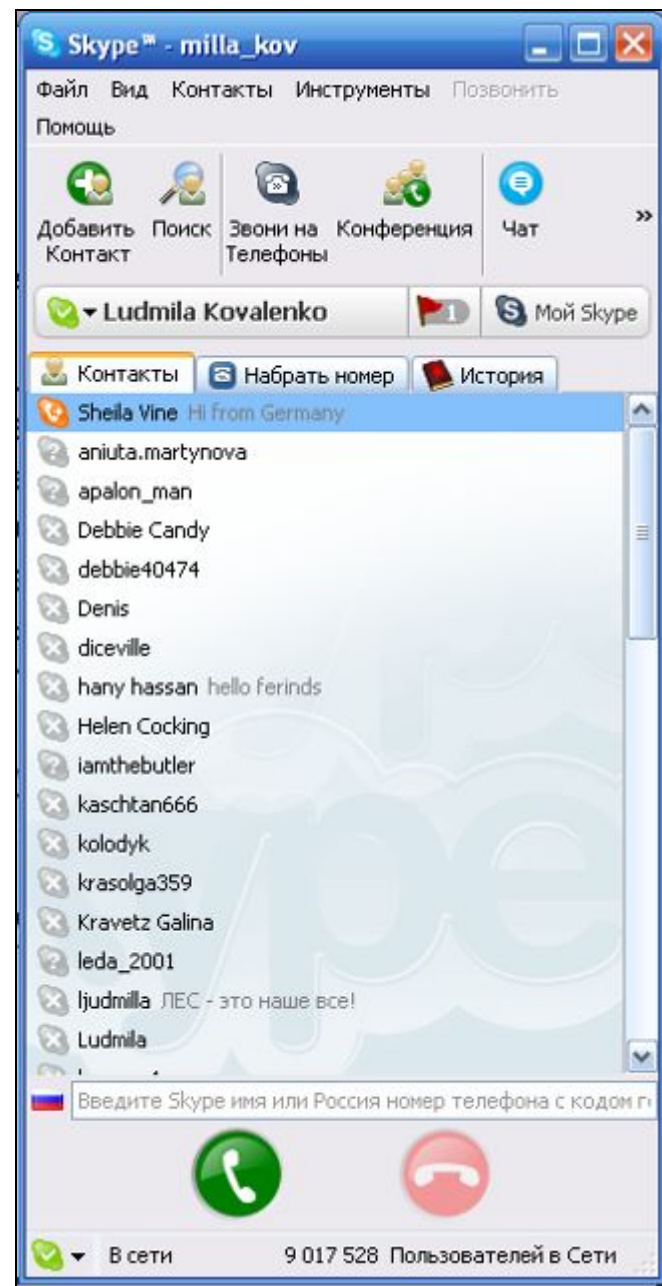 Skype™ - milla_kov
Файл Вид Контакты Инструменты Позвонить
Помощь
Добавить Контакт
Поиск
Звони на Телефоны
Конференция
Чат
»
Ludmila Kovalenko
1
Мой Skype
Контакты Набрать номер История
Sheila Vine Hi from Germany
aniuta.martynova
apalon_man
Debbie Candy
debbie40474
Denis
diceville
hany hassan hello ferinds
Helen Cocking
iamthebutler
kaschtan666
kolodyk
krasolga359
Kravetz Galina
leda_2001
ljudmilla ЛЕС - это наше все!
Ludmila
Введите Skype имя или Россия номер телефона с кодом
В сети 9 017 528 Пользователей в Сети